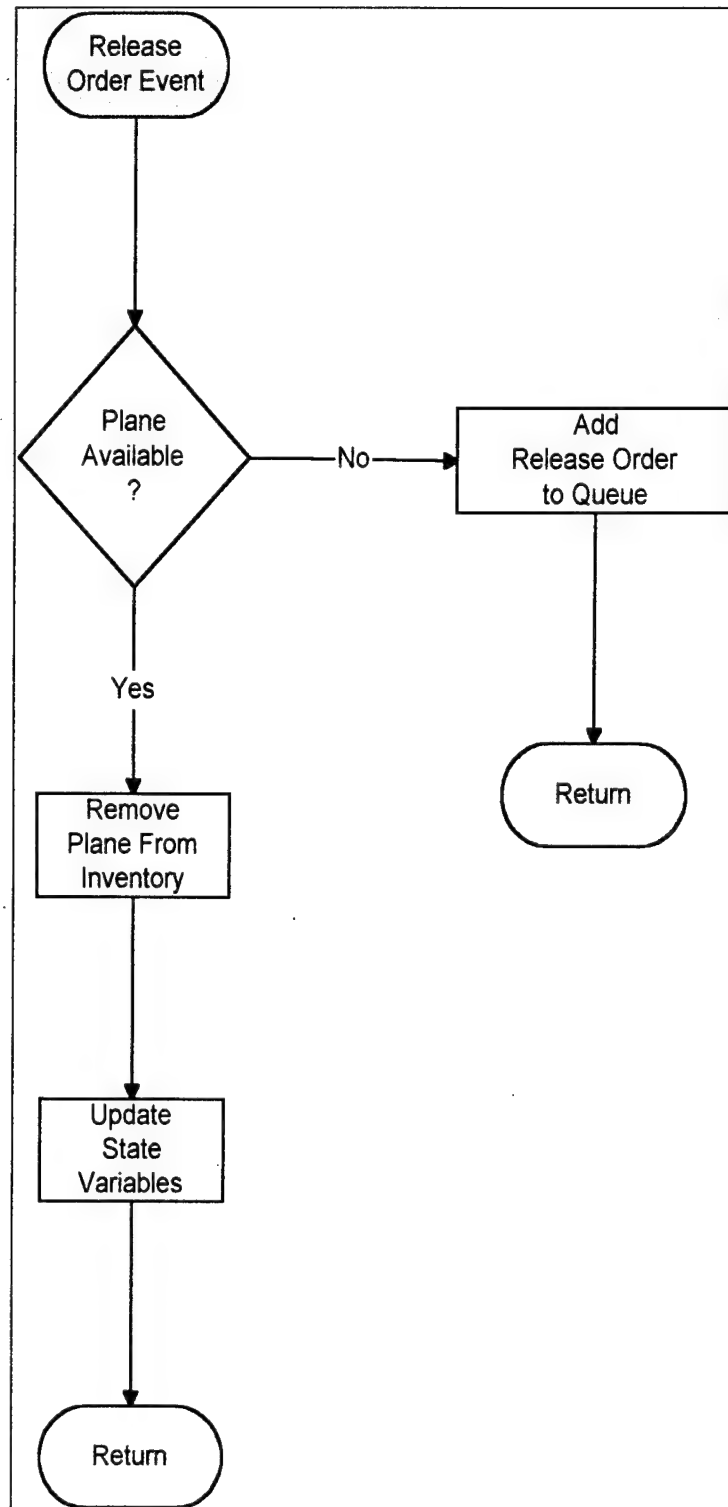 Release
Order Event
Plane
Available
?
No
Add
Release Order
to Queue
Yes
Remove
Plane From
Inventory
Return
Update
State
Variables
Return